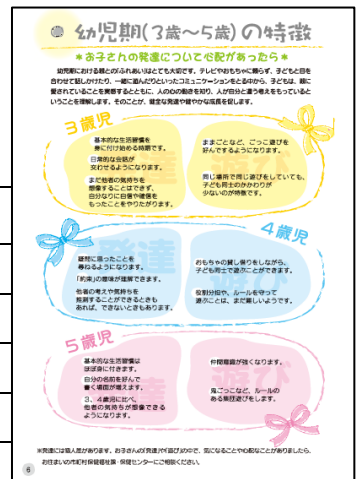 幼児期(3歳～5歳)の特徴
＊お子さんの発達について心配があったら＊
幼児期における親とのふれあいはとても大切です。テレビやおもちゃに頼らず、子どもと目を
合わせて話しかけたり、一緒に遊んだりといったコミュニケーションをとる中から、子どもは、親に
愛されていることを実感するとともに、人の心の動きを知り、人が自分と違う考えをもっていると
いうことを理解します。そのことが、健全な発達や健やかな成長を促します。
3歳児
発達
遊び
基本的な生活習慣を
身に付け始める時期です。
日常的な会話が
交わせるようになります。
まだ他者の気持ちを
想像することはできず、
自分なりに自信や確信を
もったことをやりたがります。
ままごとなど、ごっこ遊びを
好んでするようになります。
同じ場所で同じ遊びをしていても、
子ども同士のかかわりが
少ないのが特徴です。
4歳児
発達
遊び
疑問に思ったことを
尋ねるようになります。
「約束」の意味が理解できます。
他者の考えや気持ちを
推測することができるときも
あれば、できないときもあります。
おもちゃの貸し借りをしながら、
子ども同士で遊ぶことができます。
役割分担や、ルールを守って
遊ぶことは、まだ難しいようです。
5歳児
発達
遊び
基本的な生活習慣は
ほぼ身に付きます。
自分の名前を好んで
書く場面が増えます。
3、4歳児に比べ、
他者の気持ちが想像できる
ようになります。
仲間意識が強くなります。
鬼ごっこなど、ルールの
ある集団遊びをします。
※発達には個人差があります。お子さんの「発達」や「遊び」の中で、気になることや心配なことがありましたら、
お住まいの市町村保健福祉課・保健センターにご相談ください。
6